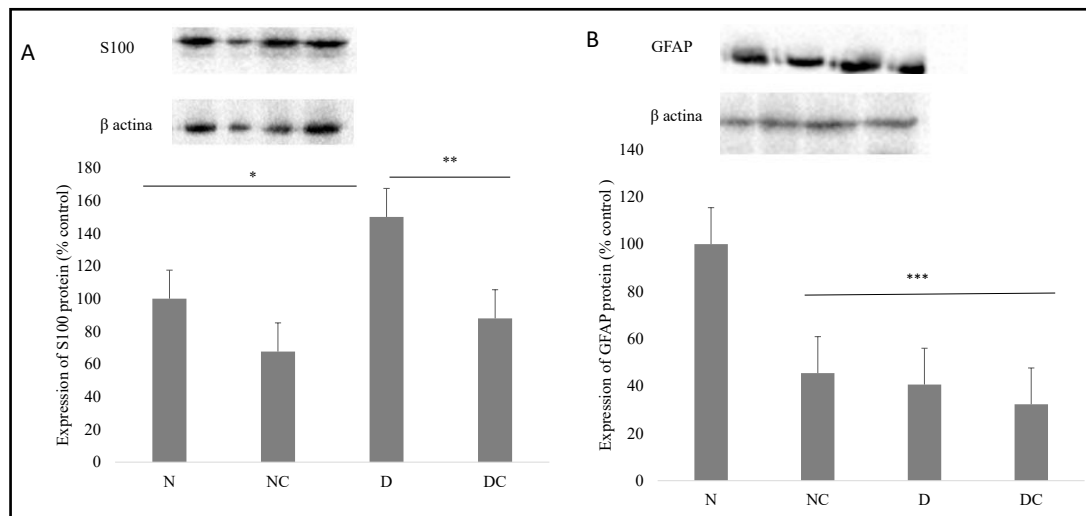 A
S100
β actina
Expression of S100 protein (% control)
180
160
140
120
100
80
60
40
20
0
*
**
N NC D DC
B
GFAP
β actina
Expression of GFAP protein (% control )
140
120
100
80
60
40
20
0
***
N NC D DC